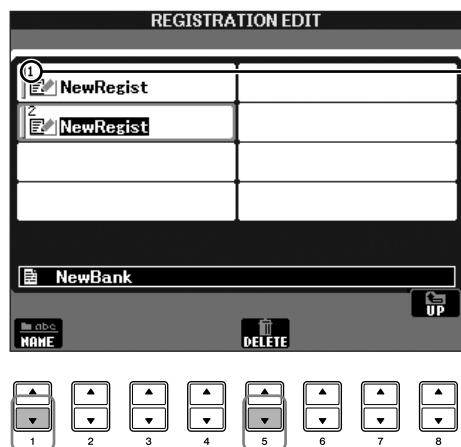 REGISTRATION EDIT
1
NewRegist
2
NewRegist
NewBank
UP
abc
NAME
DELETE
1 2 3 4 5 6 7 8